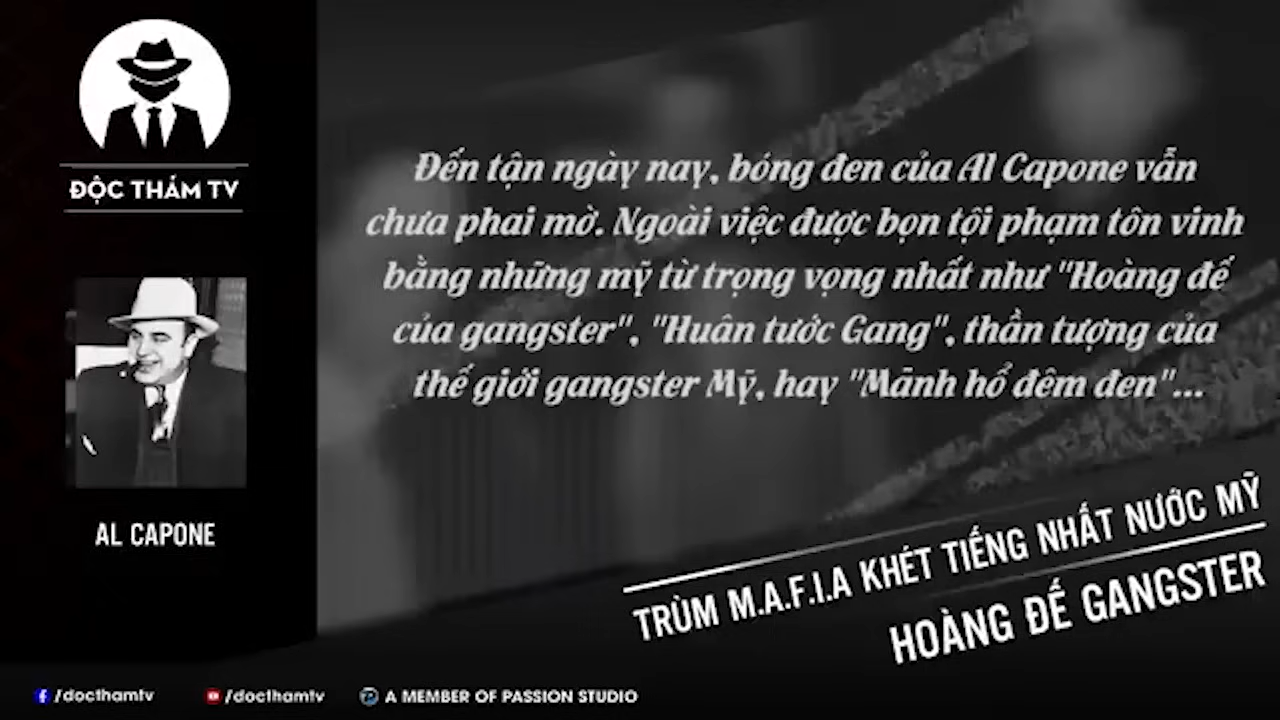 ĐỘC THÁM TV
AL CAPONE
Đến tận ngày nay, bóng đen của Al Capone vẫn
chưa phai mờ. Ngoài việc được bọn tội phạm tôn vinh
bằng những mỹ từ trọng vọng nhất như "Hoàng đế
của gangster", "Huân tước Gang", thần tượng của
thế giới gangster Mỹ, hay "Mãnh hổ đêm đen"...
TRÙM M.A.F.I.A KHÉT TIẾNG NHẤT NƯỚC MỸ
HOÀNG ĐẾ GANGSTER
/docthamtv
/docthamtv
A MEMBER OF PASSION STUDIO